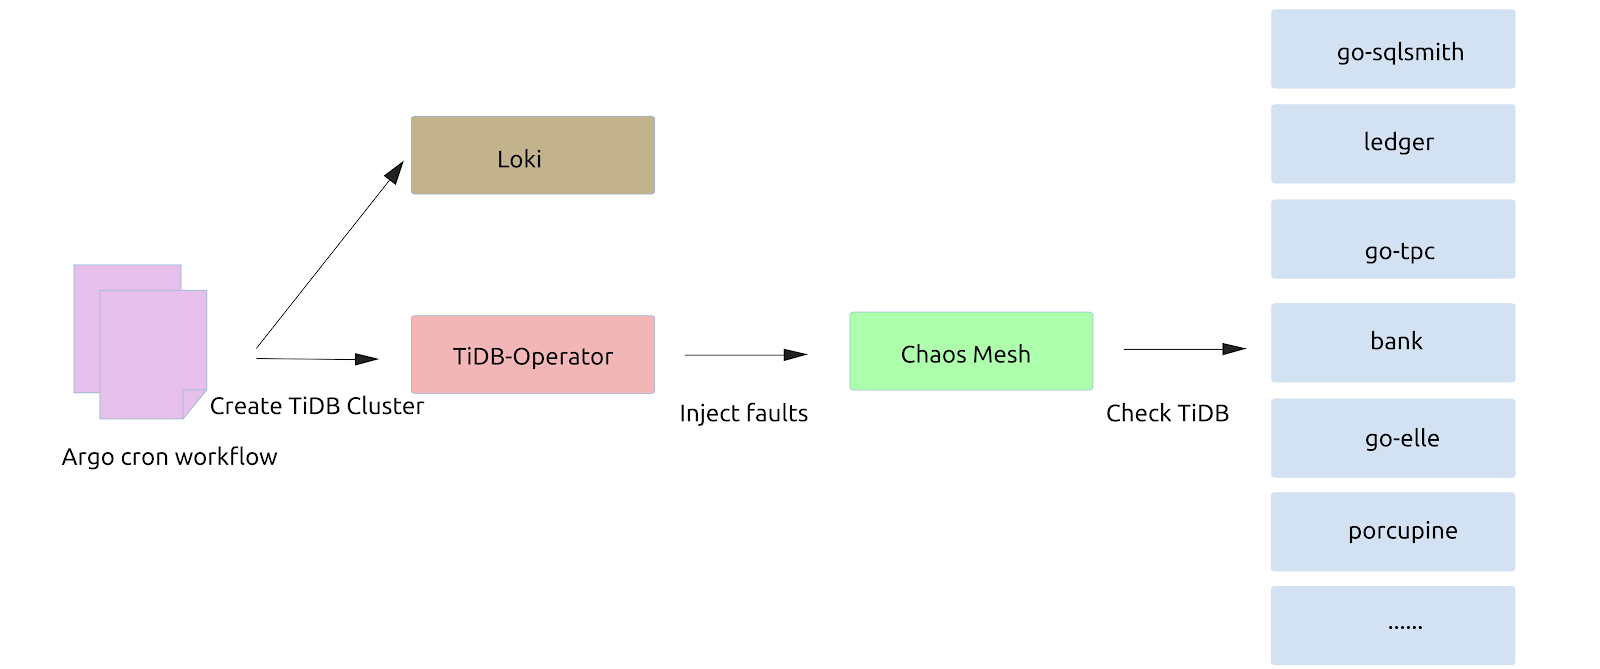 Argo cron workflow
Create TiDB Cluster
Loki
TiDB-Operator
Inject faults
Chaos Mesh
Check TiDB
go-sqlsmith
ledger
go-tpc
bank
go-elle
porcupine
......